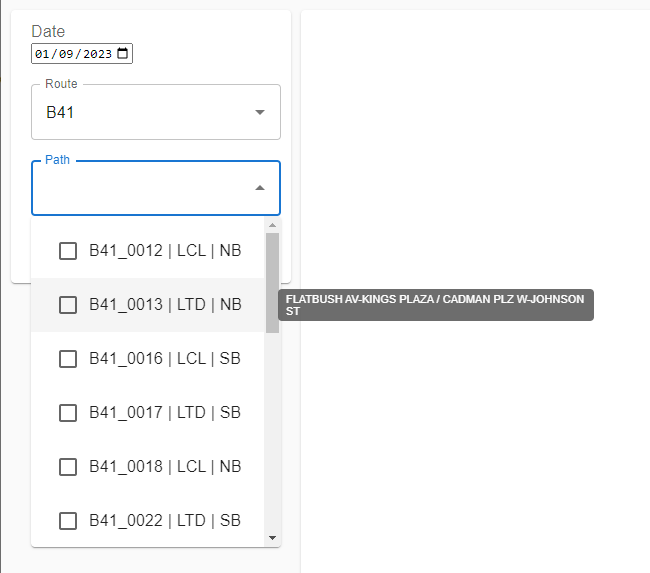 Date
01/09/2023
Route
B41
Path
B41_0012 | LCL | NB
B41_0013 | LTD | NB
FLATBUSH AV-KINGS PLAZA / CADMAN PLZ W-JOHNSON
ST
B41_0016 | LCL | SB
B41_0017 | LTD | SB
B41_0018 | LCL | NB
B41_0022 | LTD | SB